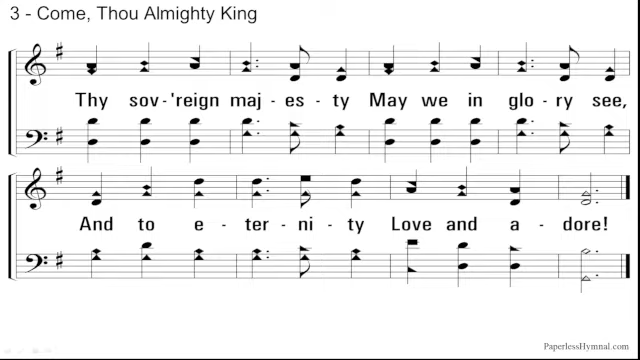 3 - Come, Thou Almighty King
Thy sov-'reign maj-es-ty May we in glo-ry see,
And to e-ter-ni-ty Love and a-dore!
PaperlessHymnal.com